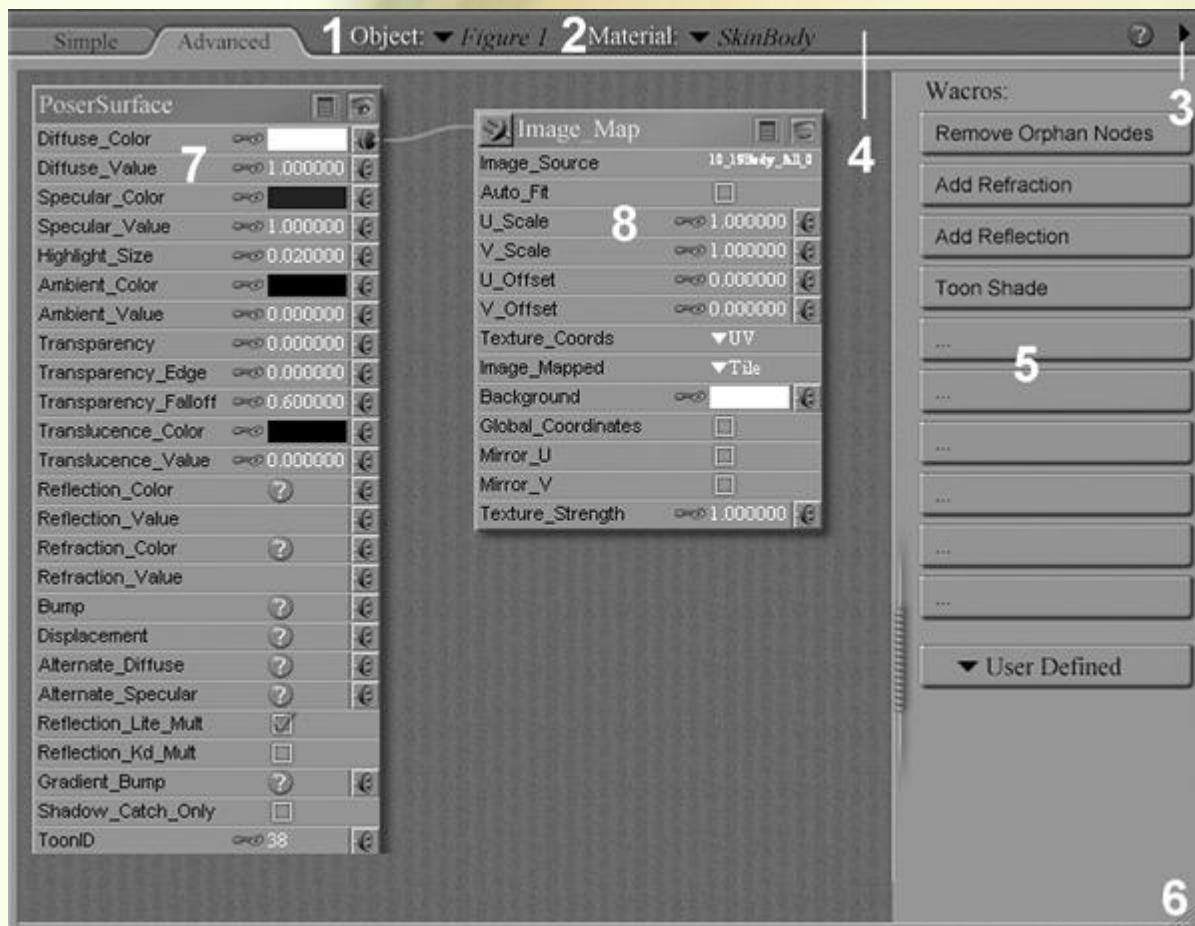 Simple
Advanced
1 Object: Figure 1 2 Material: SkinBody
?
3
4
PoserSurface
Diffuse_Color
7
Diffuse_Value 1.000000
Specular_Color
Specular_Value 1.000000
Highlight_Size 0.020000
Ambient_Color
Ambient_Value 0.000000
Transparency 0.000000
Transparency_Edge 0.000000
Transparency_Falloff 0.600000
Translucence_Color
Translucence_Value 0.000000
Reflection_Color ?
Reflection_Value
Refraction_Color ?
Refraction_Value
Bump ?
Displacement ?
Alternate_Diffuse ?
Alternate_Specular ?
Reflection_Lite_Mult
Reflection_Kd_Mult
Gradient_Bump ?
Shadow_Catch_Only
ToonID 38
Image_Map
Image_Source
Auto_Fit
8
U_Scale 1.000000
V_Scale 1.000000
U_Offset 0.000000
V_Offset 0.000000
Texture_Coords UV
Image_Mapped Tile
Background
Global_Coordinates
Mirror_U
Mirror_V
Texture_Strength 1.000000
Wacros:
Remove Orphan Nodes
Add Refraction
Add Reflection
Toon Shade
...
5
...
...
...
...
...
User Defined
6